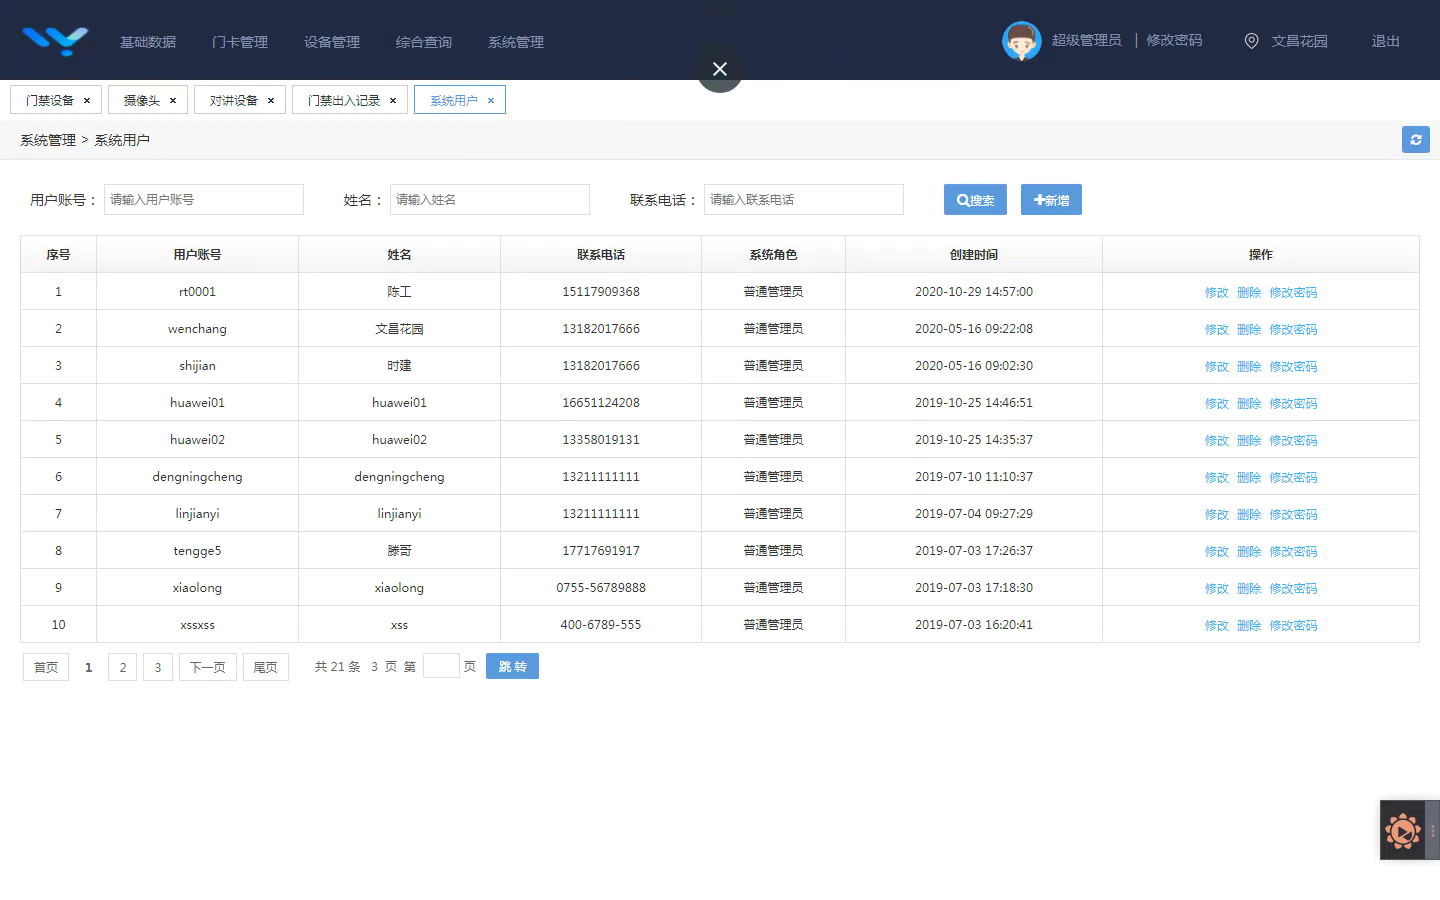 基础数据 门卡管理 设备管理 综合查询 系统管理 超级管理员 | 修改密码 文昌花园 退出
门禁设备 × 摄像头 × 对讲设备 × 门禁出入记录 × 系统用户 ×
系统管理 > 系统用户
用户账号： 请输入用户账号 姓名： 请输入姓名 联系电话： 请输入联系电话 搜索 新增
序号 用户账号 姓名 联系电话 系统角色 创建时间 操作
1 rt0001 陈工 15117909368 普通管理员 2020-10-29 14:57:00 修改 删除 修改密码
2 wenchang 文昌花园 13182017666 普通管理员 2020-05-16 09:22:08 修改 删除 修改密码
3 shijian 时建 13182017666 普通管理员 2020-05-16 09:02:30 修改 删除 修改密码
4 huawei01 huawei01 16651124208 普通管理员 2019-10-25 14:46:51 修改 删除 修改密码
5 huawei02 huawei02 13358019131 普通管理员 2019-10-25 14:35:37 修改 删除 修改密码
6 dengningcheng dengningcheng 13211111111 普通管理员 2019-07-10 11:10:37 修改 删除 修改密码
7 linjianyi linjianyi 13211111111 普通管理员 2019-07-04 09:27:29 修改 删除 修改密码
8 tengge5 滕哥 17717691917 普通管理员 2019-07-03 17:26:37 修改 删除 修改密码
9 xiaolong xiaolong 0755-56789888 普通管理员 2019-07-03 17:18:30 修改 删除 修改密码
10 xssxss xss 400-6789-555 普通管理员 2019-07-03 16:20:41 修改 删除 修改密码
首页 1 2 3 下一页 尾页 共 21 条 3 页 第 页 跳 转